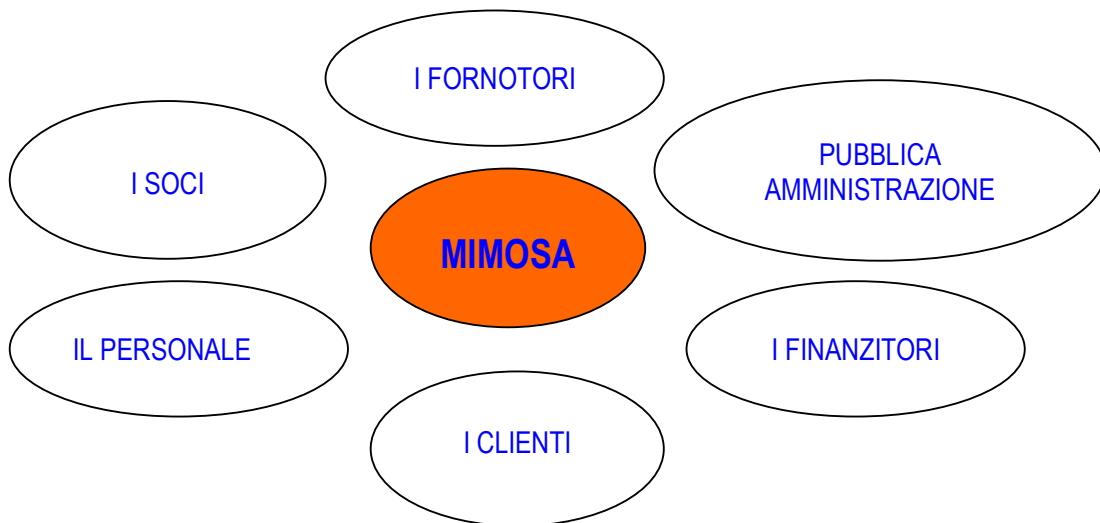 I FORNOTORI
PUBBLICA
AMMINISTRAZIONE
I SOCI
MIMOSA
IL PERSONALE
I FINANZITORI
I CLIENTI